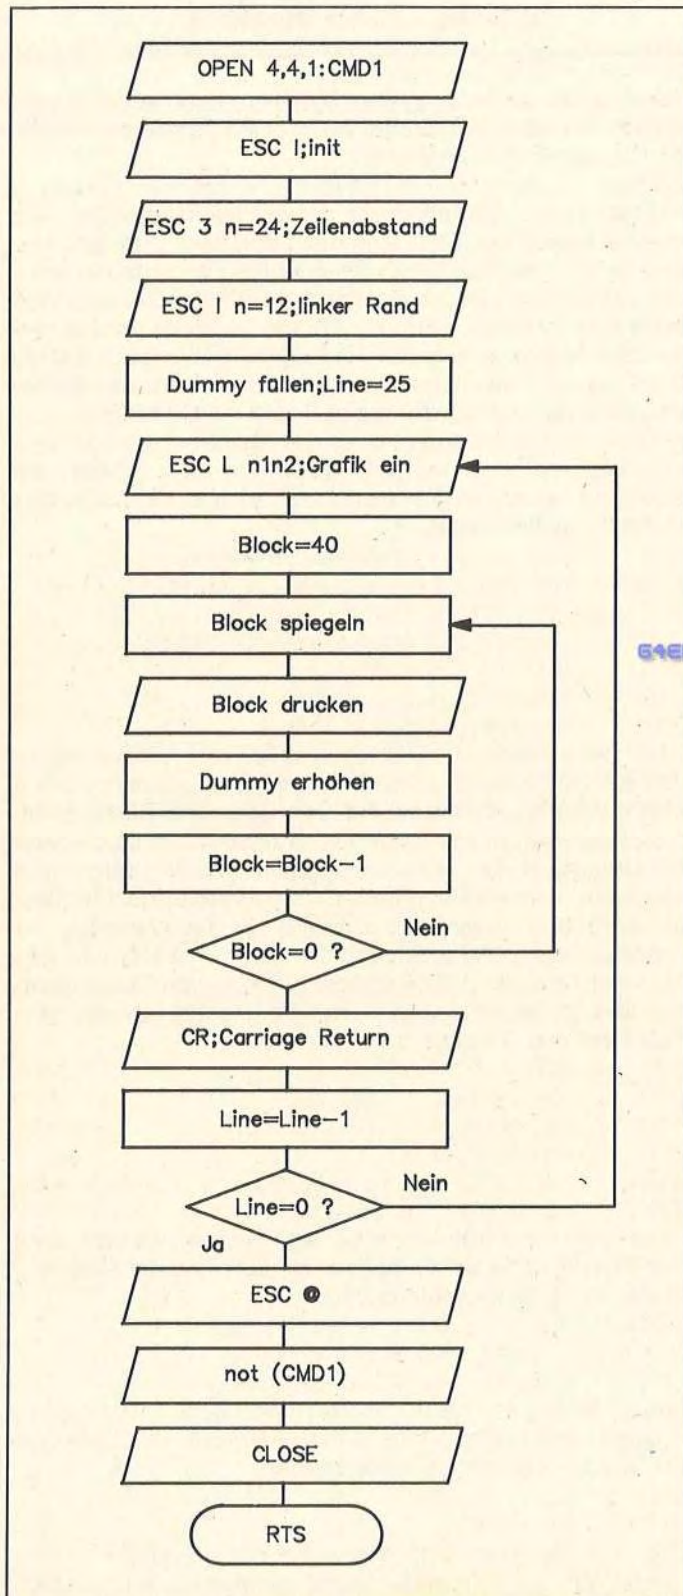 OPEN 4,4,1:CMD1
ESC I;init
ESC 3 n=24;Zeilenabstand
ESC l n=12;linker Rand
Dummy füllen;Line=25
ESC L n1n2;Grafik ein
Block=40
Block spiegeln
Block drucken
Dummy erhöhen
Block=Block-1
Block=0 ?
Nein
CR;Carriage Return
Line=Line-1
Line=0 ?
Nein
Ja
ESC @
not (CMD1)
CLOSE
RTS